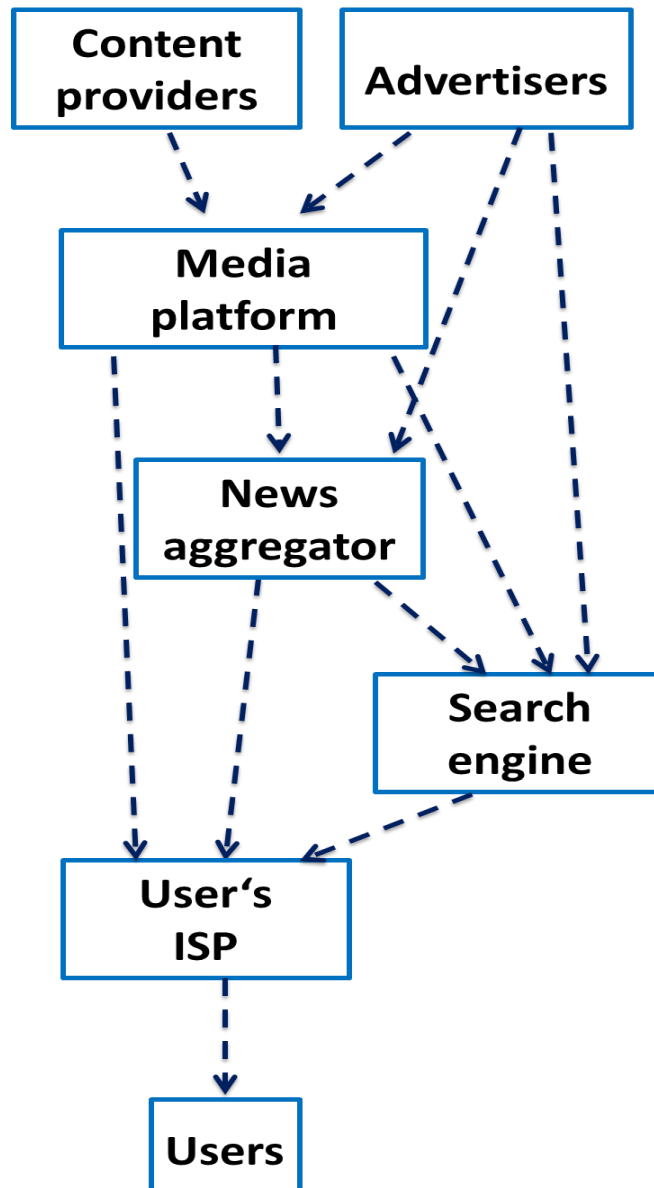 Content
providers
Advertisers
Media
platform
News
aggregator
Search
engine
User‘s
ISP
Users